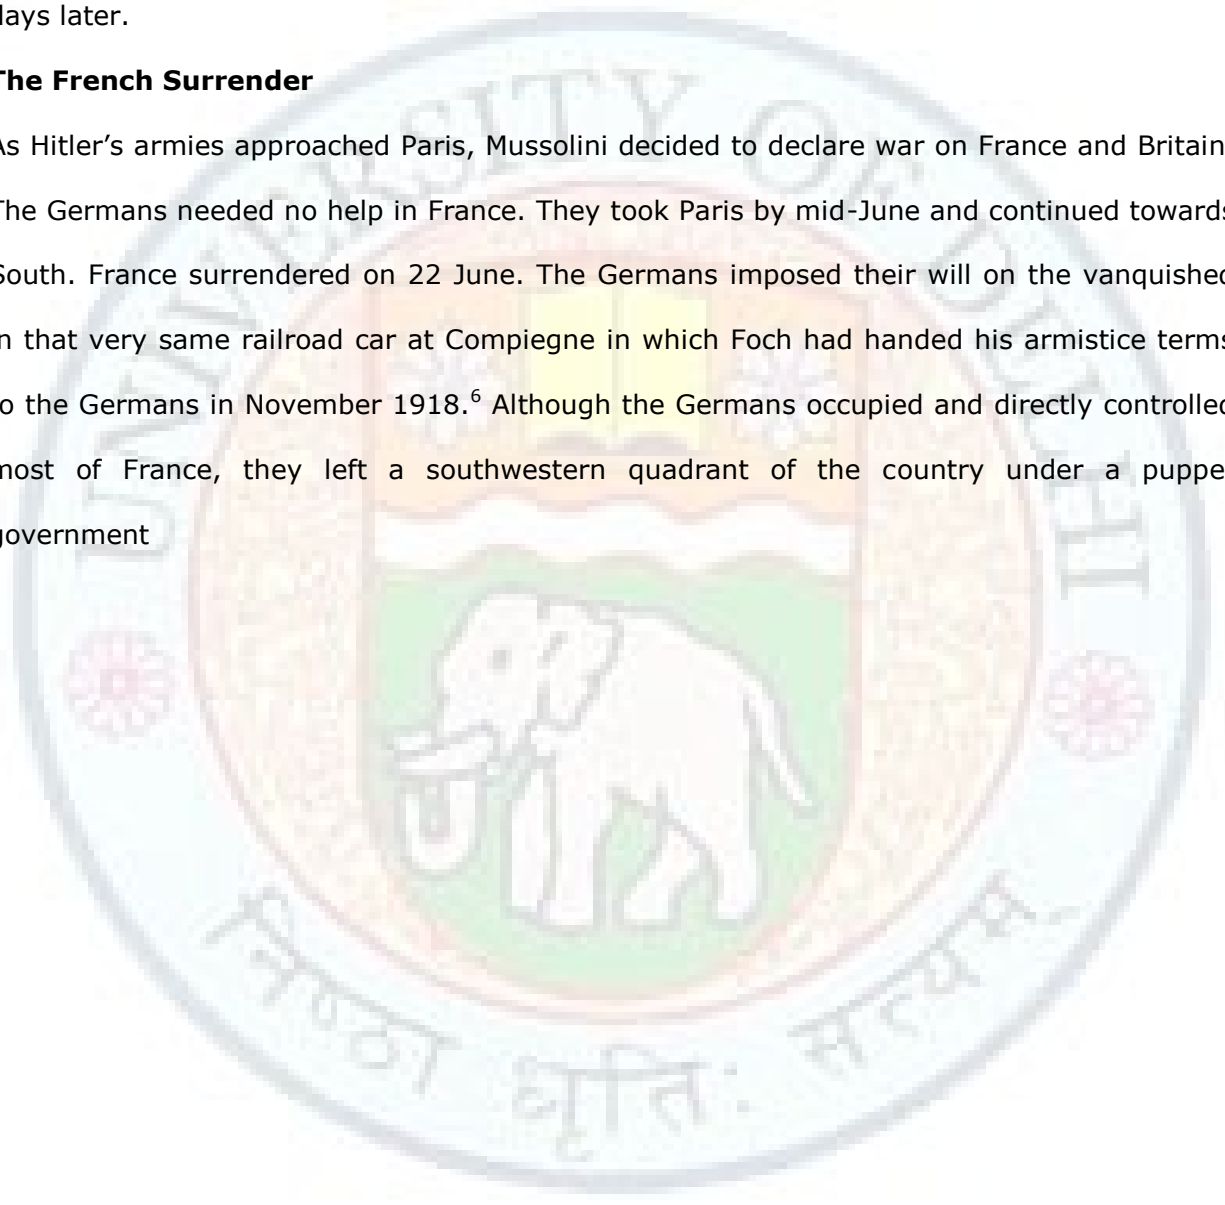 lays later.
The French Surrender
As Hitler’s armies approached Paris, Mussolini decided to declare war on France and Britain
The Germans needed no help in France. They took Paris by mid-June and continued towards
South. France surrendered on 22 June. The Germans imposed their will on the vanquished
in that very same railroad car at Compiegne in which Foch had handed his armistice terms
to the Germans in November 1918.6 Although the Germans occupied and directly controlled
most of France, they left a southwestern quadrant of the country under a puppe
government
UNIVERSITY OF DELHI
निष्ठा धृति: सत्यम्